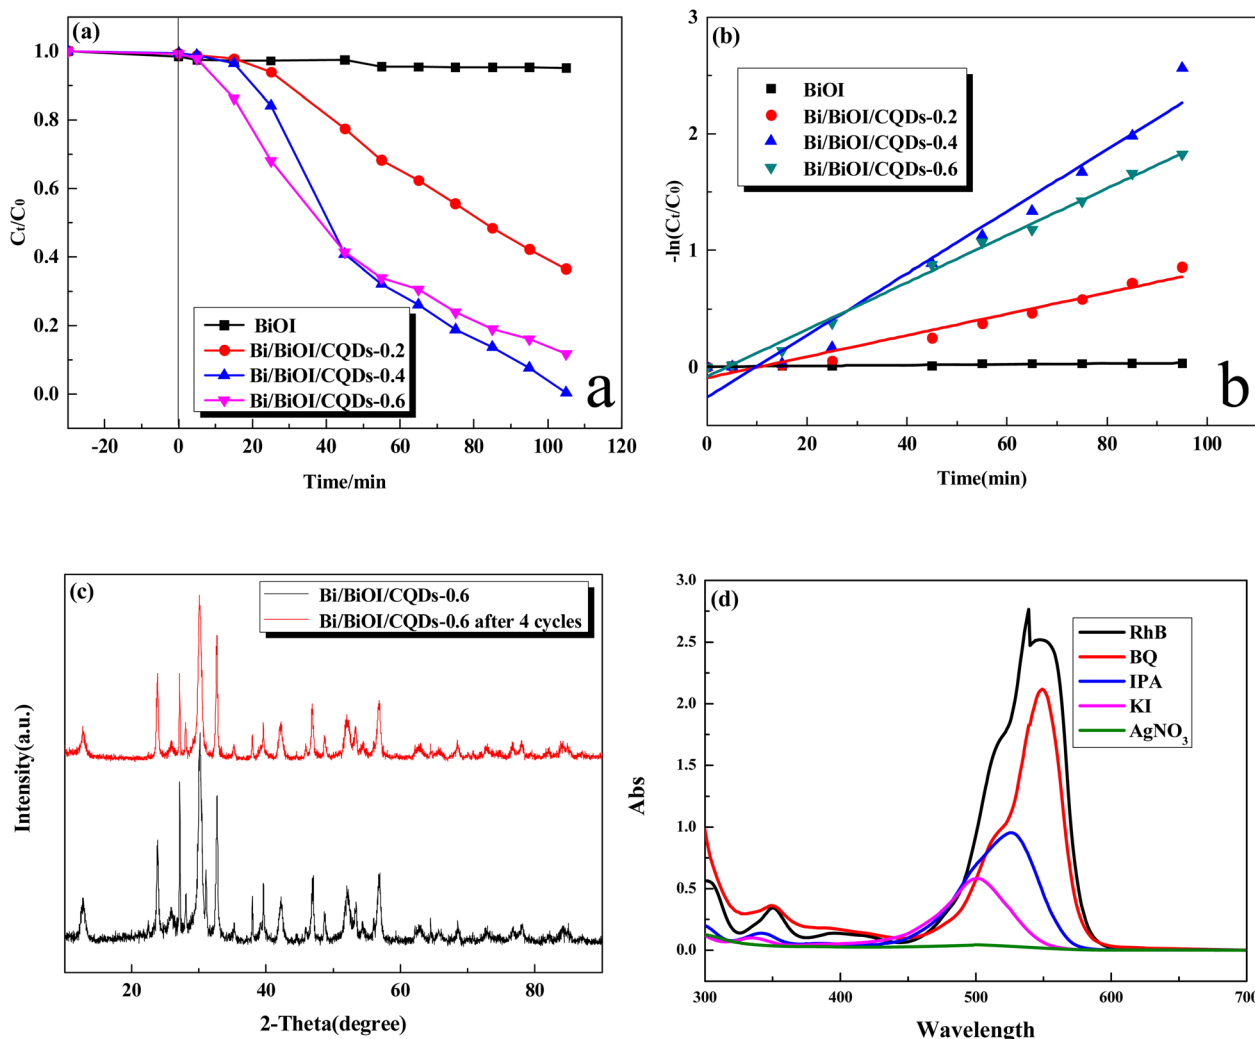 (a)
1.0
0.8
0.6
0.4
0.2
0.0
Cₜ/C₀
BiOI
Bi/BiOI/CQDs-0.2
Bi/BiOI/CQDs-0.4
Bi/BiOI/CQDs-0.6
a
-20 0 20 40 60 80 100 120
Time/min
(b)
-3
-2
-1
0
-ln(Cₜ/C₀)
BiOI
Bi/BiOI/CQDs-0.2
Bi/BiOI/CQDs-0.4
Bi/BiOI/CQDs-0.6
b
0 20 40 60 80 100
Time(min)
(c)
Bi/BiOI/CQDs-0.6
Bi/BiOI/CQDs-0.6 after 4 cycles
Intensity(a.u.)
20 40 60 80
2-Theta(degree)
(d)
3.0
2.5
2.0
1.5
1.0
0.5
0.0
Abs
RhB
BQ
IPA
KI
AgNO₃
300 400 500 600 700
Wavelength